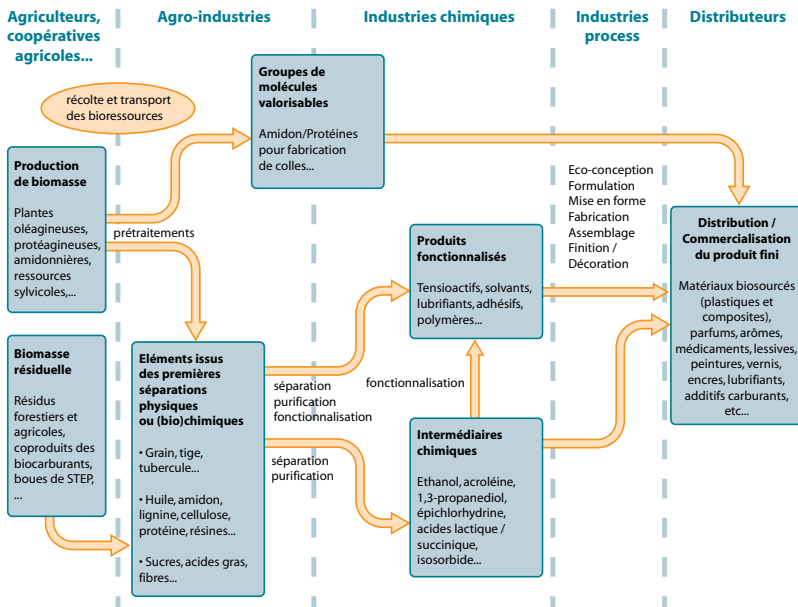 Agriculteurs,
coopératives
agricoles...
Agro-industries
Industries chimiques
Industries
process
Distributeurs
récolte et transport
des bioressources
Groupes de
molécules
valorisables
Amidon/Protéines
pour fabrication
de colles...
Production
de biomasse
Plantes
oléagineuses,
protéagineuses,
amidonnières,
ressources
sylvicoles,...
prétraitements
Eco-conception
Formulation
Mise en forme
Fabrication
Assemblage
Finition /
Décoration
Produits
fonctionnalisés
Tensioactifs, solvants,
lubrifiants, adhésifs,
polymères...
Distribution /
Commercialisation
du produit fini
Matériaux biosourcés
(plastiques et
composites),
parfums, arômes,
médicaments, lessives,
peintures, vernis,
encres, lubrifiants,
additifs carburants,
etc...
Biomasse
résiduelle
Résidus
forestiers et
agricoles,
coproduits des
biocarburants,
boues de STEP,
...
Eléments issus
des premières
séparations
physiques
ou (bio)chimiques
• Grain, tige,
tubercule...
• Huile, amidon,
lignine, cellulose,
protéine, résines...
• Sucres, acides gras,
fibres...
séparation
purification
fonctionnalisation
fonctionnalisation
séparation
purification
Intermédiaires
chimiques
Ethanol, acroléine,
1,3-propanediol,
épichlorhydrine,
acides lactique /
succinique,
isosorbide...